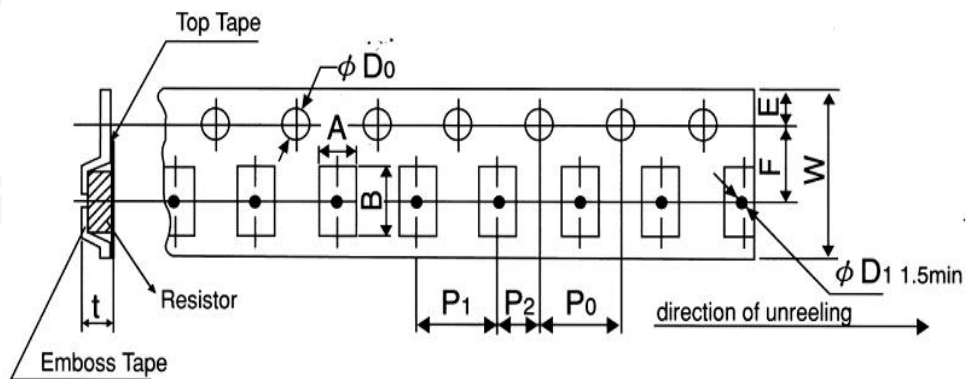 Top Tape
φ D0
A
B
E
F
W
P1
P2
P0
φ D1 1.5min
direction of unreeling
t
Resistor
Emboss Tape